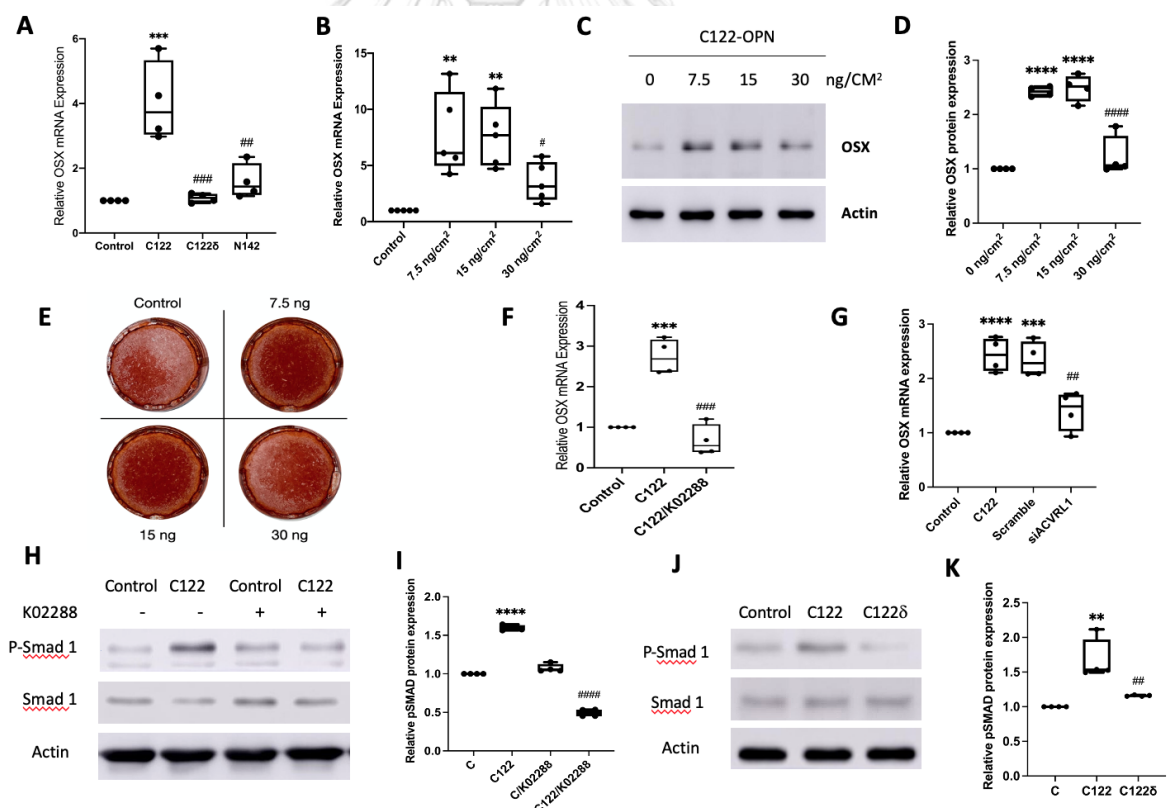 A
Relative OSX mRNA Expression
6
4
2
0
***
###
##
Control C122 C122δ N142
B
Relative OSX mRNA Expression
15
10
5
0
**
**
#
Control
7.5 ng/cm²
15 ng/cm²
30 ng/cm²
C
C122-OPN
0 7.5 15 30 ng/CM²
OSX
Actin
D
Relative OSX protein expression
3
2
1
0
****
****
####
0 ng/cm²
7.5 ng/cm²
15 ng/cm²
30 ng/cm²
E
Control 7.5 ng
15 ng 30 ng
F
Relative OSX mRNA Expression
4
3
2
1
0
***
###
Control
C122
C122/K02288
G
Relative OSX mRNA expression
3
2
1
0
****
***
##
Control
C122
Scramble
siACVRL1
H
Control C122 Control C122
K02288 - - + +
P-Smad 1
Smad 1
Actin
I
Relative pSMAD protein expression
2.0
1.5
1.0
0.5
0.0
****
####
C
C122
C/K02288
C122/K02288
J
Control C122 C122δ
P-Smad 1
Smad 1
Actin
K
Relative pSMAD protein expression
2.5
2.0
1.5
1.0
0.5
0.0
**
##
C C122 C122δ